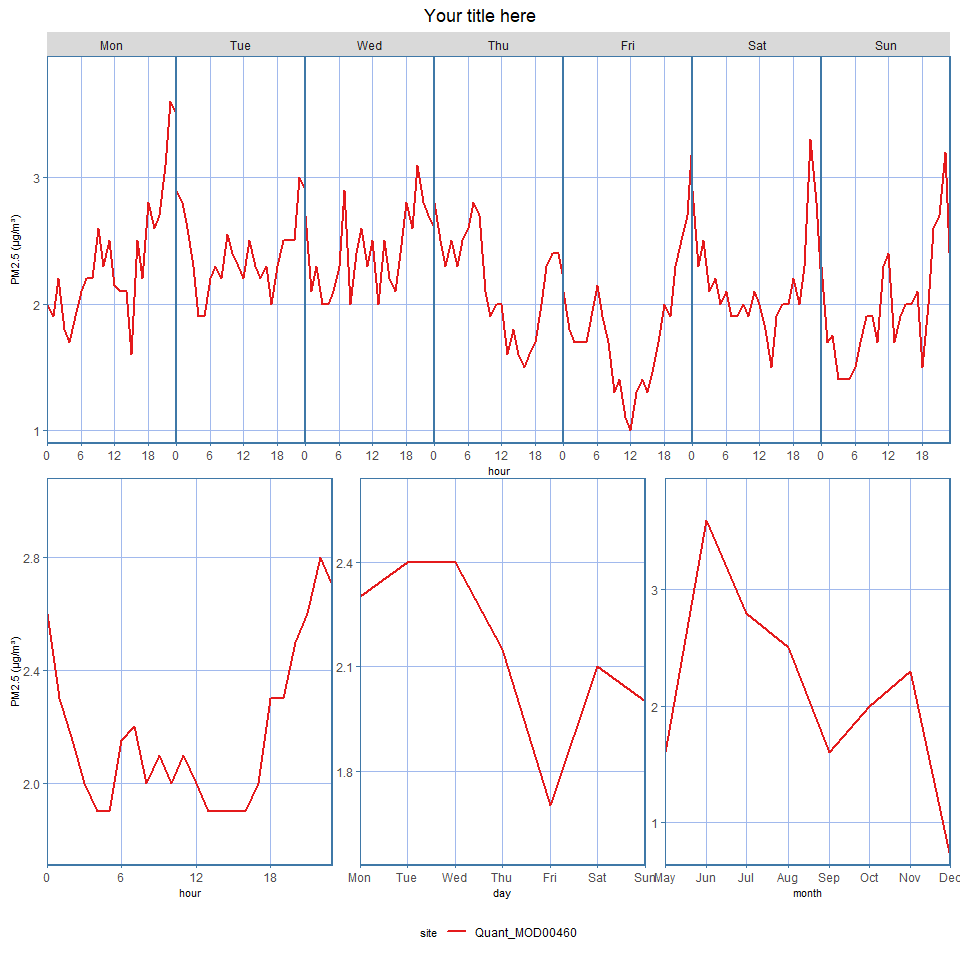 Your title here
Mon Tue Wed Thu Fri Sat Sun
PM2.5 (µg/m³)
3
2
1
0 6 12 18 0 6 12 18 0 6 12 18 0 6 12 18 0 6 12 18 0 6 12 18 0 6 12 18
hour
PM2.5 (µg/m³)
2.8
2.4
2.0
0 6 12 18
hour
2.4
2.1
1.8
Mon Tue Wed Thu Fri Sat Sun
day
3
2
1
May Jun Jul Aug Sep Oct Nov Dec
month
site Quant_MOD00460